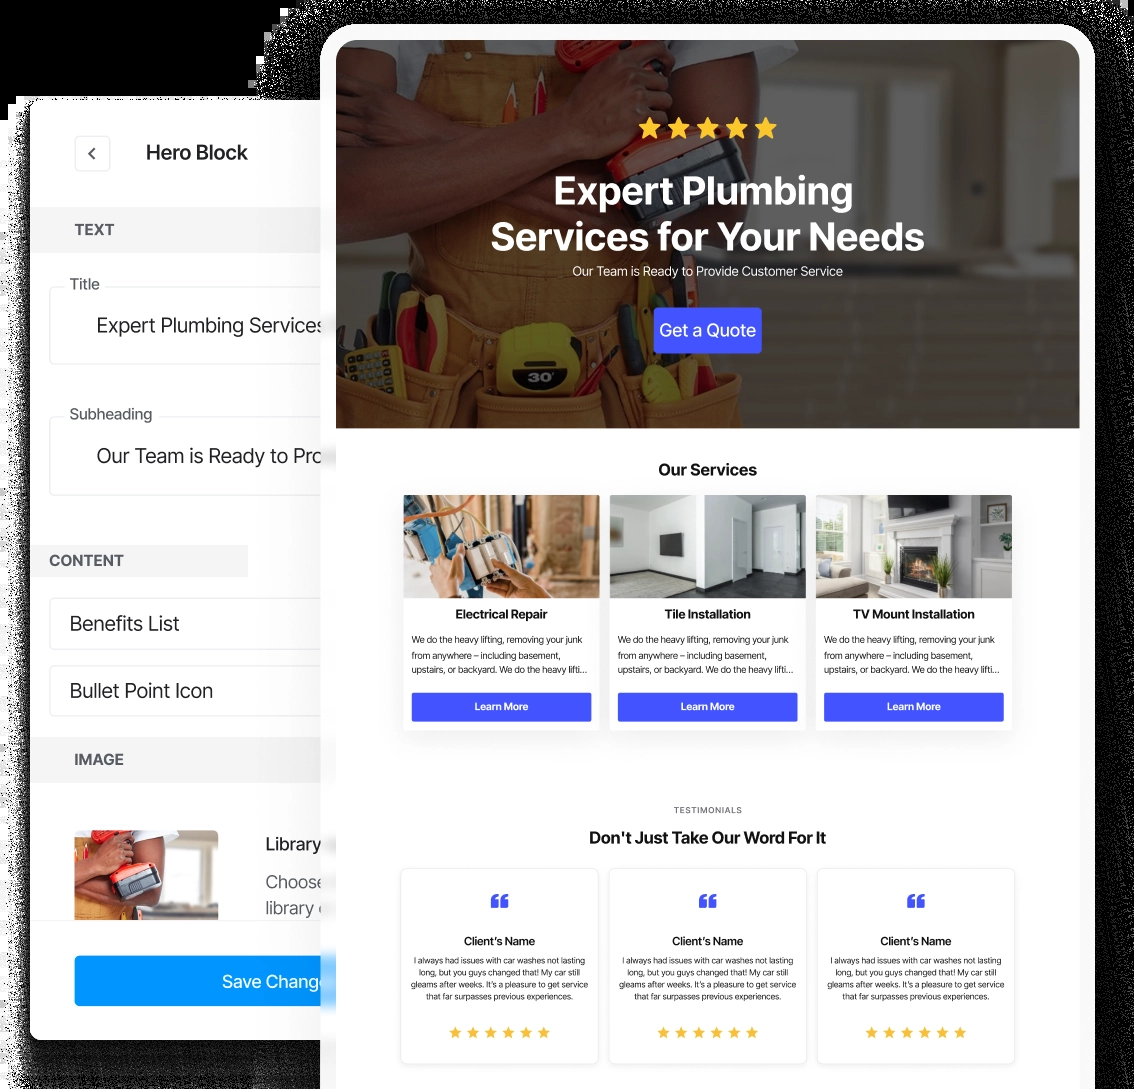 Hero Block
TEXT
Title
Expert Plumbing Services
Subheading
Our Team is Ready to Pro
CONTENT
Benefits List
Bullet Point Icon
IMAGE
Library
Choose
library
Save Chang
Expert Plumbing
Services for Your Needs
Our Team is Ready to Provide Customer Service
Get a Quote
30'
Our Services
Electrical Repair
We do the heavy lifting, removing your junk
from anywhere – including basement,
upstairs, or backyard. We do the heavy lifti...
Learn More
Tile Installation
We do the heavy lifting, removing your junk
from anywhere – including basement,
upstairs, or backyard. We do the heavy lifti...
Learn More
TV Mount Installation
We do the heavy lifting, removing your junk
from anywhere – including basement,
upstairs, or backyard. We do the heavy lifti...
Learn More
TESTIMONIALS
Don't Just Take Our Word For It
Client’s Name
I always had issues with car washes not lasting
long, but you guys changed that! My car still
gleams after weeks. It’s a pleasure to get service
that far surpasses previous experiences.
Client’s Name
I always had issues with car washes not lasting
long, but you guys changed that! My car still
gleams after weeks. It’s a pleasure to get service
that far surpasses previous experiences.
Client’s Name
I always had issues with car washes not lasting
long, but you guys changed that! My car still
gleams after weeks. It’s a pleasure to get service
that far surpasses previous experiences.